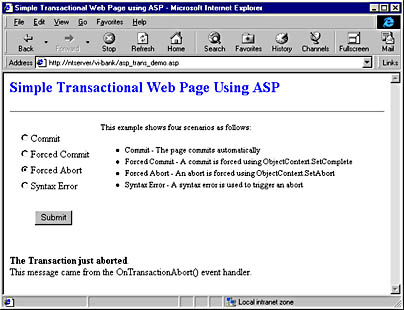 Simple Transactional Web Page using ASP - Microsoft Internet Explorer
File Edit View Go Favorites Help
Back Forward Stop Refresh Home Search Favorites History Channels Fullscreen Mail
Address http://ntserver/vi-bank/asp_trans_demo.asp Links
Simple Transactional Web Page Using ASP
This example shows four scenarios as follows:
Commit
Forced Commit
Forced Abort
Syntax Error
Commit - The page commits automatically
Forced Commit - A commit is forced using ObjectContext.SetComplete
Forced Abort - An abort is forced using ObjectContext.SetAbort
Syntax Error - A syntax error is used to trigger an abort
Submit
The Transaction just aborted.
This message came from the OnTransactionAbort() event handler.
Local intranet zone